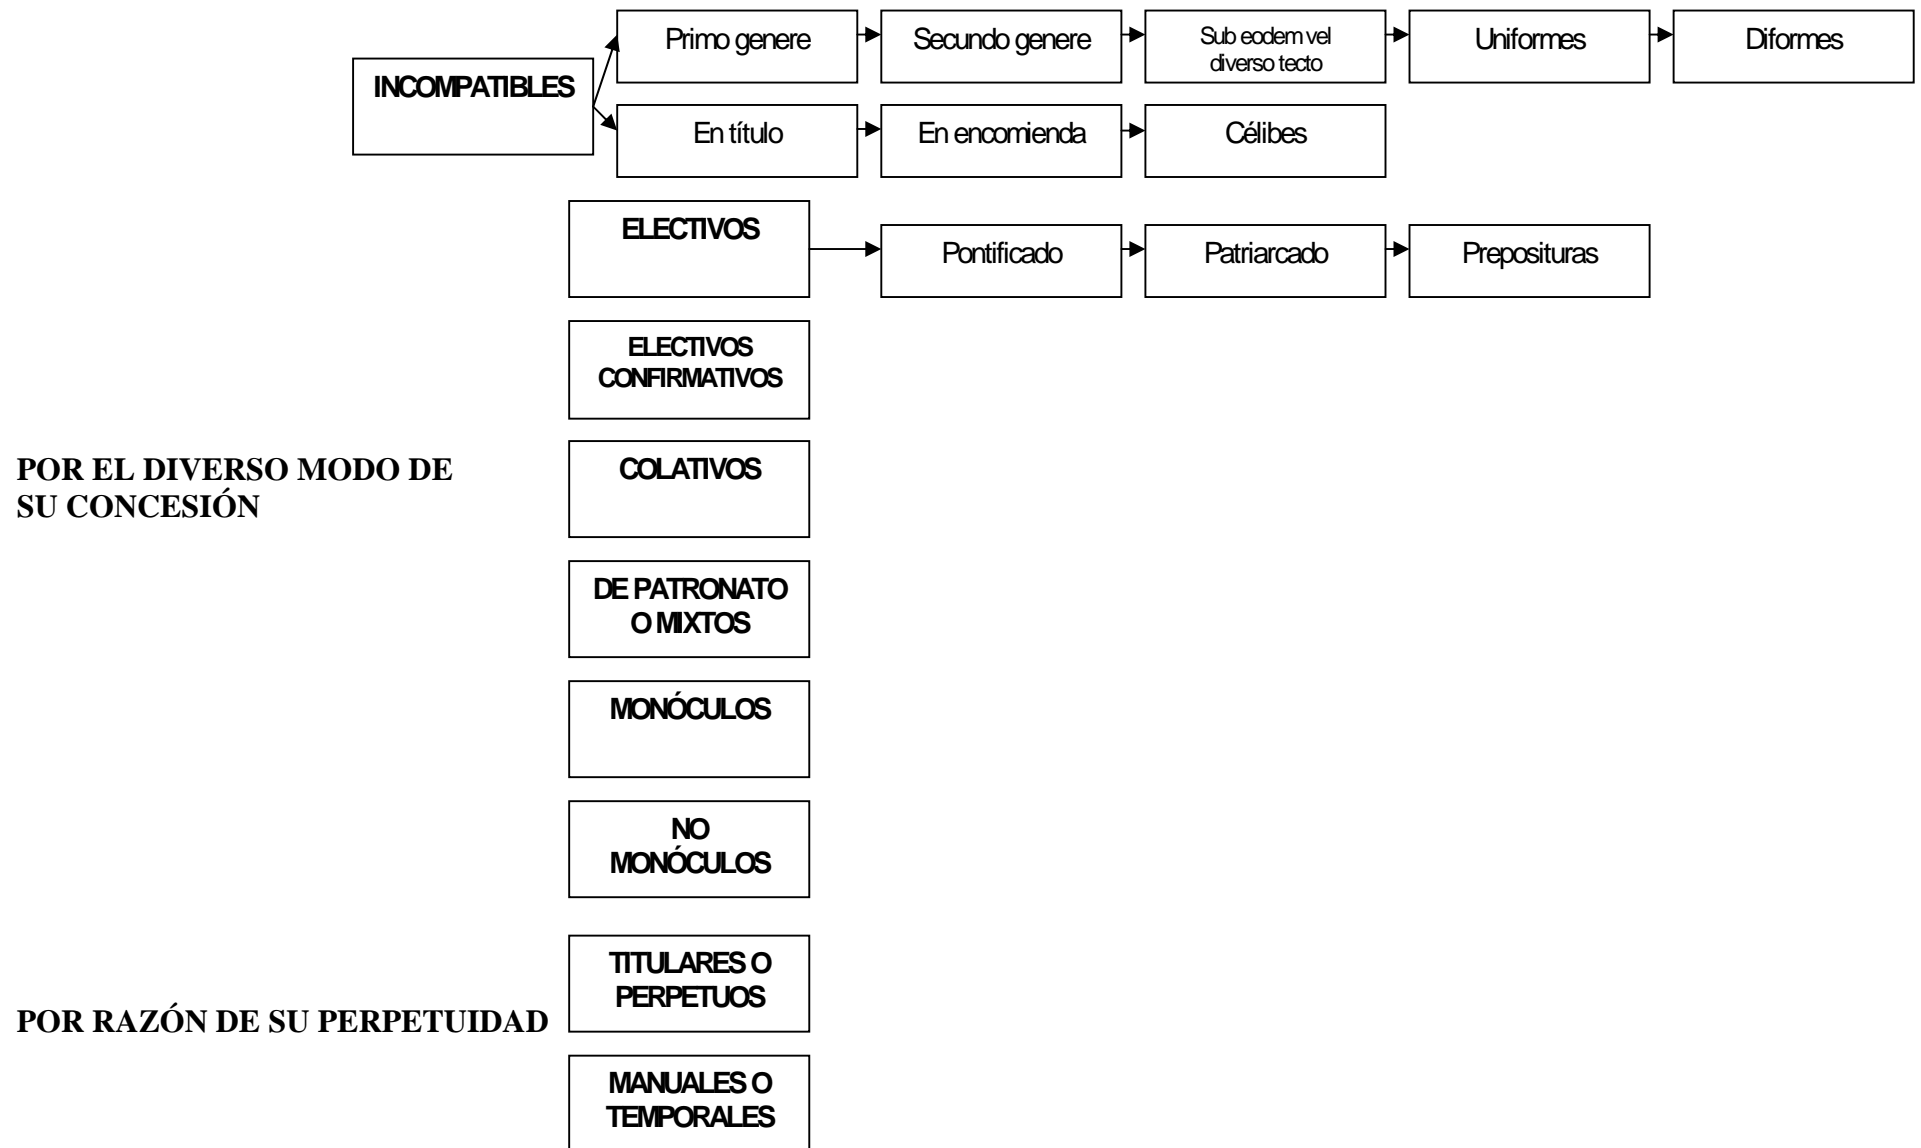 Primo genere
Secundo genere
Sub eodem vel
diverso tecto
Uniformes
Diformes
INCOMPATIBLES
En título
En encomienda
Célibes
ELECTIVOS
Pontificado
Patriarcado
Preposituras
ELECTIVOS
CONFIRMATIVOS
POR EL DIVERSO MODO DE
SU CONCESIÓN
COLATIVOS
DE PATRONATO
O MIXTOS
MONÓCULOS
NO
MONÓCULOS
POR RAZÓN DE SU PERPETUIDAD
TITULARES O
PERPETUOS
MANUALES O
TEMPORALES